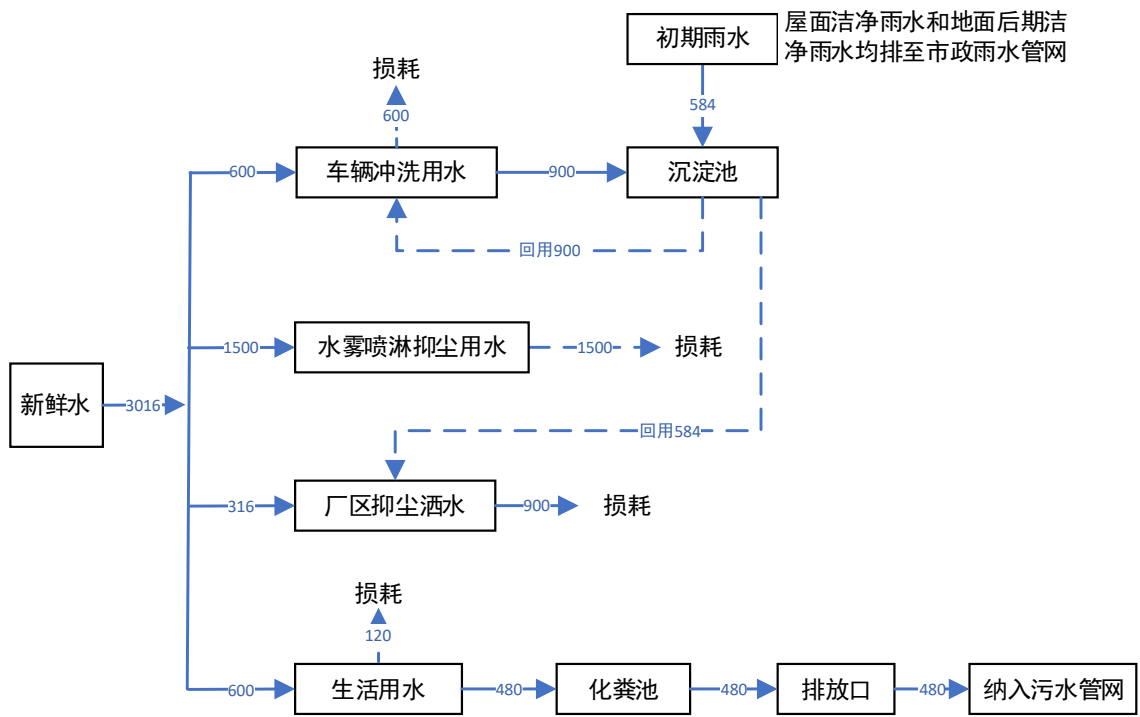 屋面洁净雨水和地面后期洁
净雨水均排至市政雨水管网
初期雨水
损耗
584
600
600
车辆冲洗用水
900
沉淀池
回用900
1500
水雾喷淋抑尘用水
1500
损耗
新鲜水
3016
回用584
316
厂区抑尘洒水
900
损耗
损耗
120
600
生活用水
480
化粪池
480
排放口
480
纳入污水管网